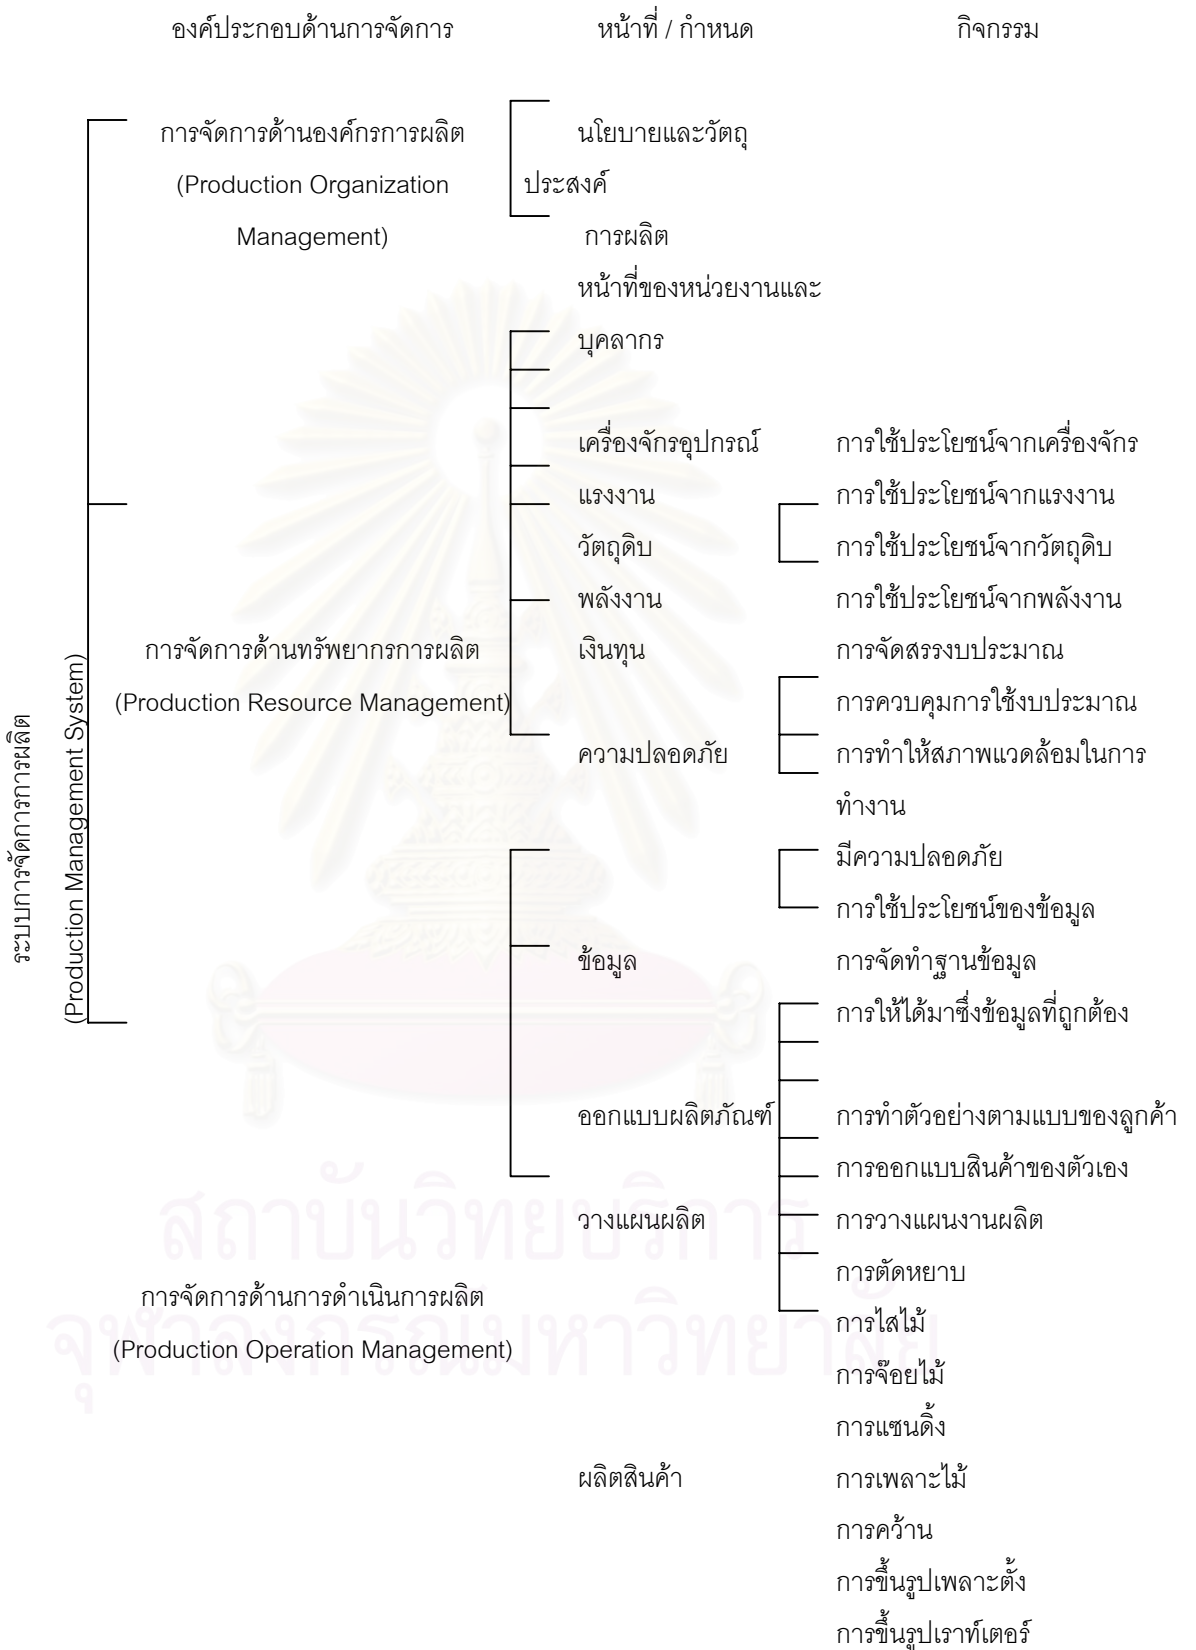 องค์ประกอบด้านการจัดการ หน้าที่ / กำหนด กิจกรรม
การจัดการด้านองค์กรการผลิต นโยบายและวัตถุ
(Production Organization ประสงค์
Management) การผลิต
หน้าที่ของหน่วยงานและ
บุคลากร
เครื่องจักรอุปกรณ์ การใช้ประโยชน์จากเครื่องจักร
แรงงาน การใช้ประโยชน์จากแรงงาน
วัตถุดิบ การใช้ประโยชน์จากวัตถุดิบ
พลังงาน การใช้ประโยชน์จากพลังงาน
การจัดการด้านทรัพยากรการผลิต เงินทุน การจัดสรรงบประมาณ
(Production Resource Management) การควบคุมการใช้งบประมาณ
ความปลอดภัย การทำให้สภาพแวดล้อมในการ
ทำงาน
มีความปลอดภัย
การใช้ประโยชน์ของข้อมูล
ข้อมูล การจัดทำฐานข้อมูล
การให้ได้มาซึ่งข้อมูลที่ถูกต้อง
ระบบการจัดการการผลิต
(Production Management System)
ออกแบบผลิตภัณฑ์ การทำตัวอย่างตามแบบของลูกค้า
การออกแบบสินค้าของตัวเอง
วางแผนผลิต การวางแผนงานผลิต
การตัดหยาบ
การจัดการด้านการดำเนินการผลิต
การไสไม้
(Production Operation Management)
การจ๊อยไม้
การแซนดิ้ง
ผลิตสินค้า การเพลาะไม้
การคว้าน
การขึ้นรูปเพลาะตั้ง
การขึ้นรูปเราท์เตอร์
สถาบันวิทยบริการ
จุฬาลงกรณ์มหาวิทยาลัย